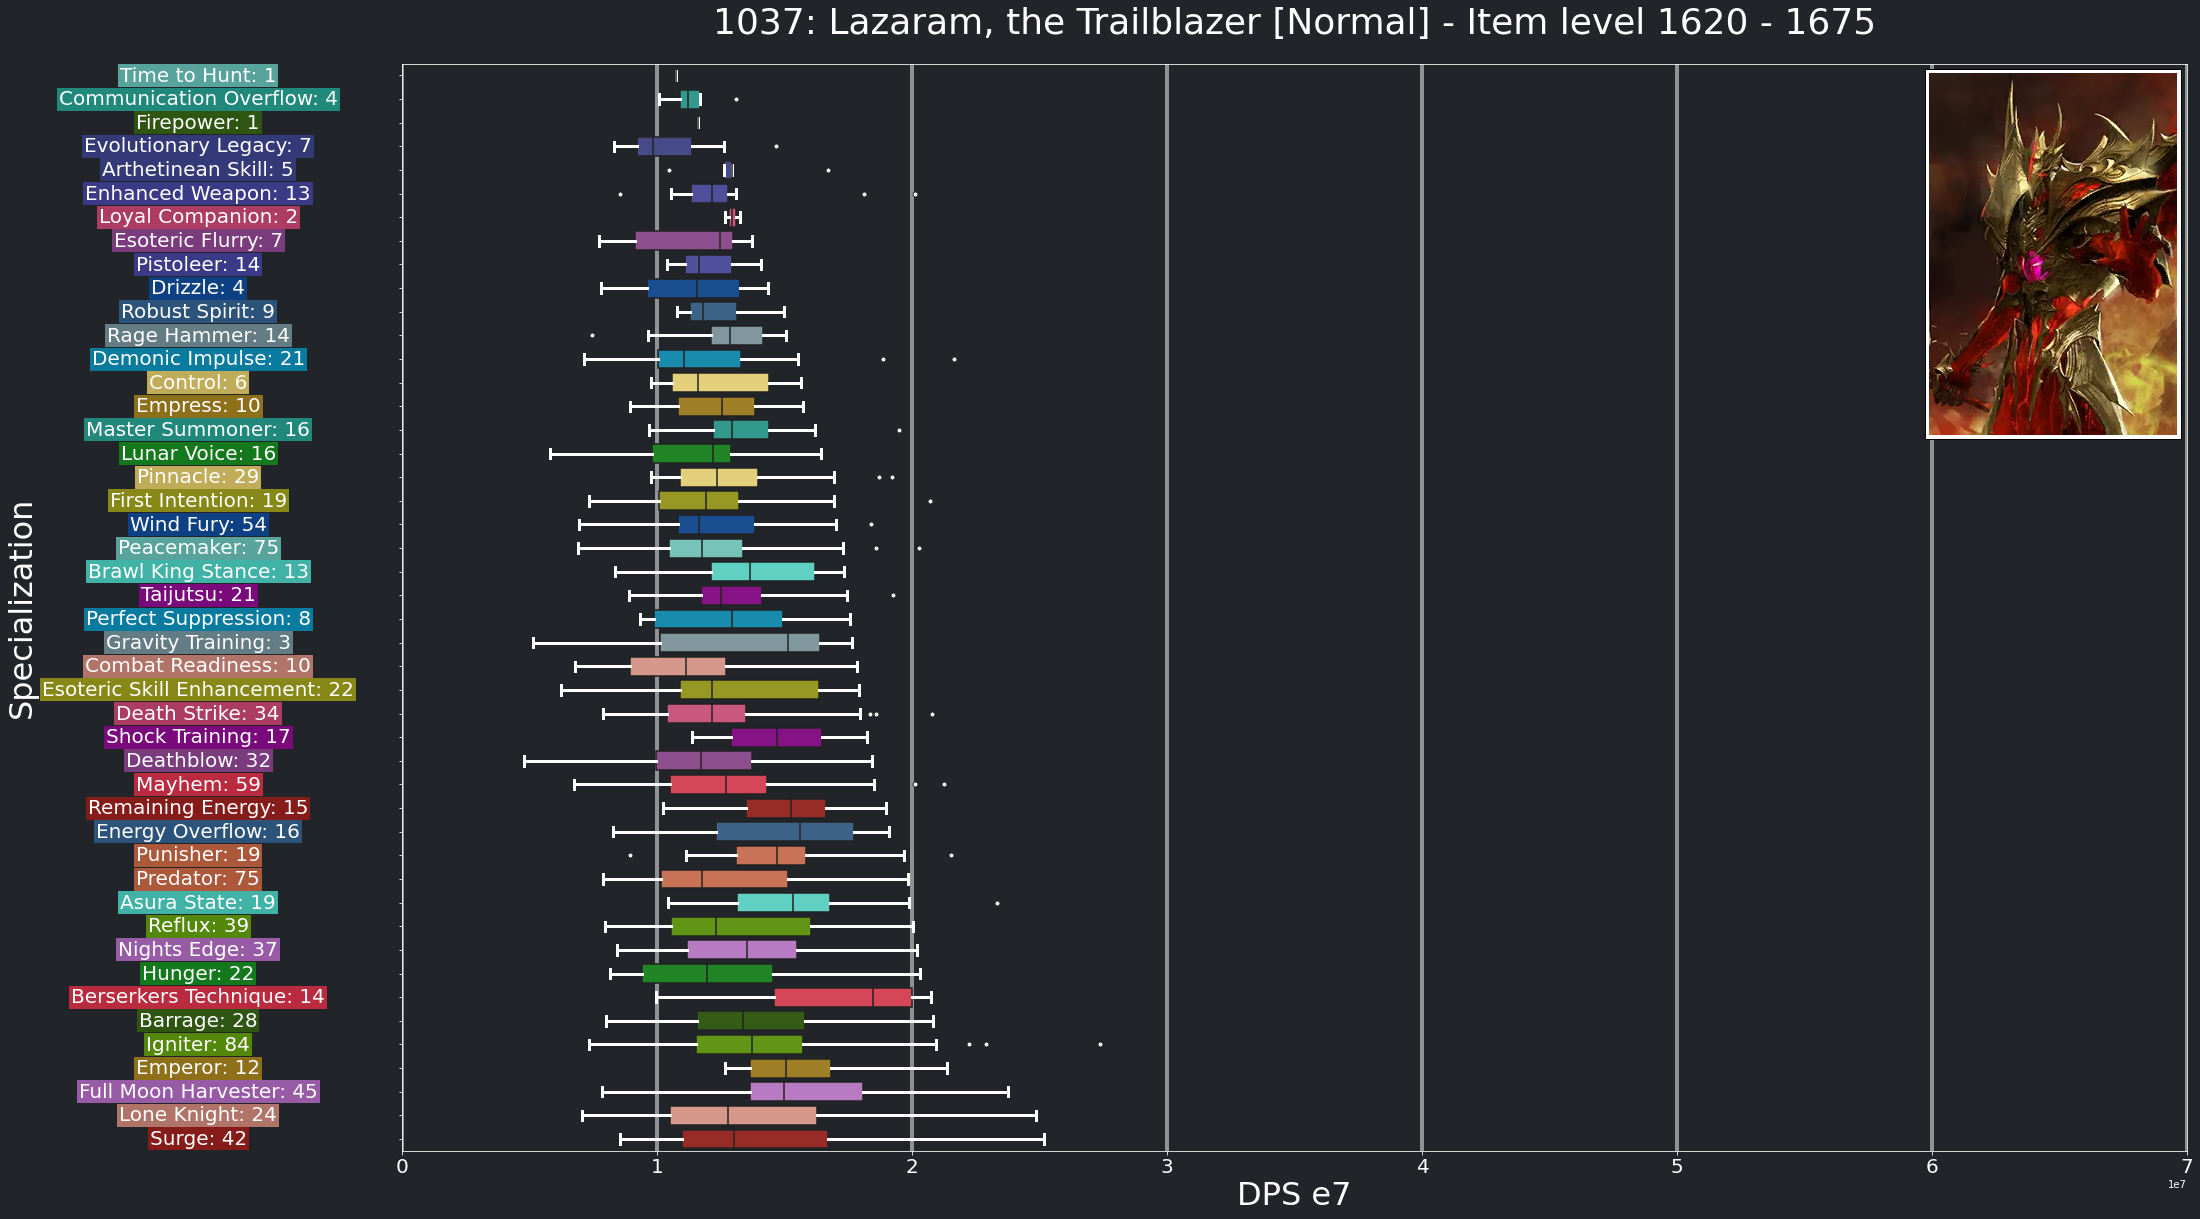 1037: Lazaram, the Trailblazer [Normal] - Item level 1620 - 1675
Specialization
Time to Hunt: 1
Communication Overflow: 4
Firepower: 1
Evolutionary Legacy: 7
Arthetinean Skill: 5
Enhanced Weapon: 13
Loyal Companion: 2
Esoteric Flurry: 7
Pistoleer: 14
Drizzle: 4
Robust Spirit: 9
Rage Hammer: 14
Demonic Impulse: 21
Control: 6
Empress: 10
Master Summoner: 16
Lunar Voice: 16
Pinnacle: 29
First Intention: 19
Wind Fury: 54
Peacemaker: 75
Brawl King Stance: 13
Taijutsu: 21
Perfect Suppression: 8
Gravity Training: 3
Combat Readiness: 10
Esoteric Skill Enhancement: 22
Death Strike: 34
Shock Training: 17
Deathblow: 32
Mayhem: 59
Remaining Energy: 15
Energy Overflow: 16
Punisher: 19
Predator: 75
Asura State: 19
Reflux: 39
Nights Edge: 37
Hunger: 22
Berserkers Technique: 14
Barrage: 28
Igniter: 84
Emperor: 12
Full Moon Harvester: 45
Lone Knight: 24
Surge: 42
0 1 2 3 4 5 6 7
1e7
DPS e7